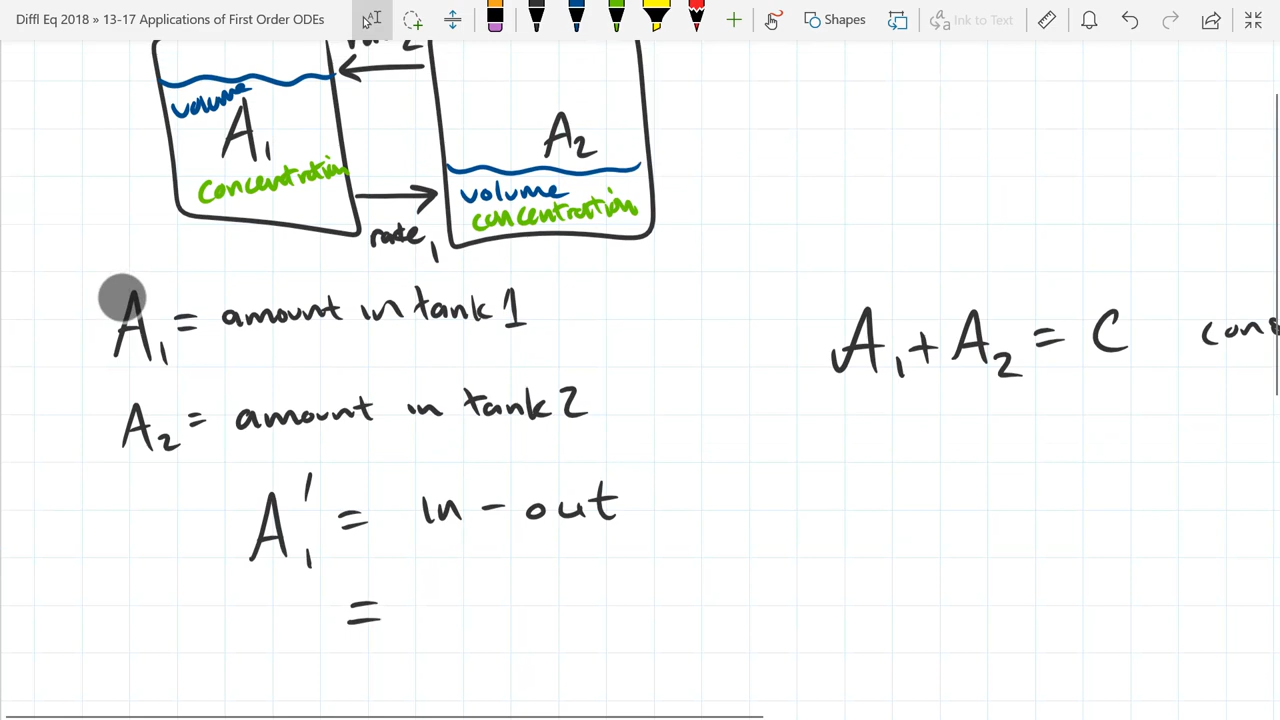 Diffl Eq 2018 » 13-17 Applications of First Order ODEs
Shapes
Ink to Text
volume
A₁
concentration
A₂
volume
concentration
rate₁
A₁ = amount in tank 1
A₁ + A₂ = C
A₂ = amount in tank 2
A₁' = in - out
=